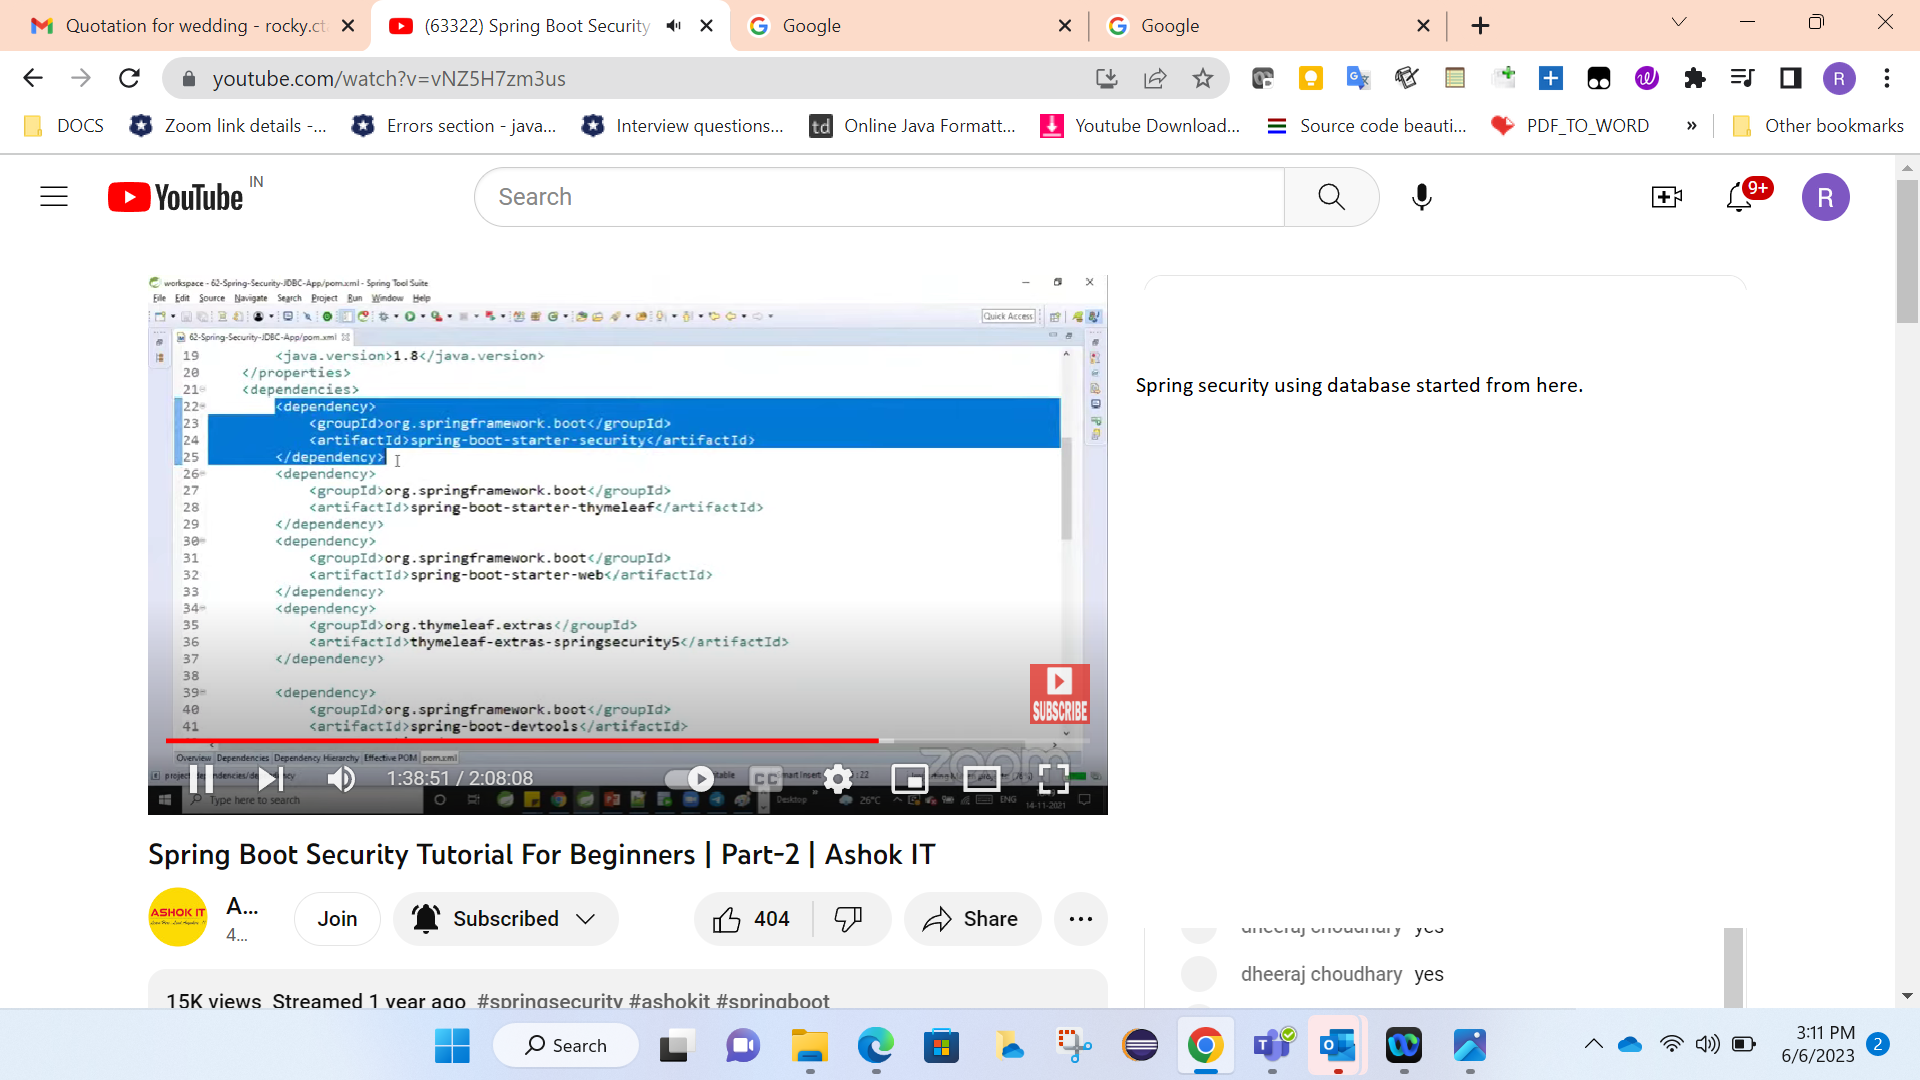 Quotation for wedding - rocky.ct
(63322) Spring Boot Security
Google
Google
youtube.com/watch?v=vNZ5H7zm3us
R
DOCS
Zoom link details -...
Errors section - java...
Interview questions...
td
Online Java Formatt...
Youtube Download...
Source code beauti...
PDF_TO_WORD
»
Other bookmarks
YouTube IN
Search
9+
R
workspace - 62-Spring-Security-JDBC-App/pom.xml - Spring Tool Suite
File Edit Source Navigate Search Project Run Window Help
Quick Access
62-Spring-Security-JDBC-App/pom.xml
19 <java.version>1.8</java.version>
20 </properties>
21 <dependencies>
22 <dependency>
23 <groupId>org.springframework.boot</groupId>
24 <artifactId>spring-boot-starter-security</artifactId>
25 </dependency>
26 <dependency>
27 <groupId>org.springframework.boot</groupId>
28 <artifactId>spring-boot-starter-thymeleaf</artifactId>
29 </dependency>
30 <dependency>
31 <groupId>org.springframework.boot</groupId>
32 <artifactId>spring-boot-starter-web</artifactId>
33 </dependency>
34 <dependency>
35 <groupId>org.thymeleaf.extras</groupId>
36 <artifactId>thymeleaf-extras-springsecurity5</artifactId>
37 </dependency>
38
39 <dependency>
40 <groupId>org.springframework.boot</groupId>
41 <artifactId>spring-boot-devtools</artifactId>
SUBSCRIBE
Overview Dependencies Dependency Hierarchy Effective POM pom.xml
zoom
1:38:51 / 2:08:08
CC
Type here to search
Desktop
26°C
ENG
14-11-2021
Spring security using database started from here.
Spring Boot Security Tutorial For Beginners | Part-2 | Ashok IT
ASHOK IT
A...
4...
Join
Subscribed
404
Share
15K views Streamed 1 year ago #springsecurity #ashokit #springboot
dheeraj choudhary yes
dheeraj choudhary yes
Search
3:11 PM
6/6/2023
2